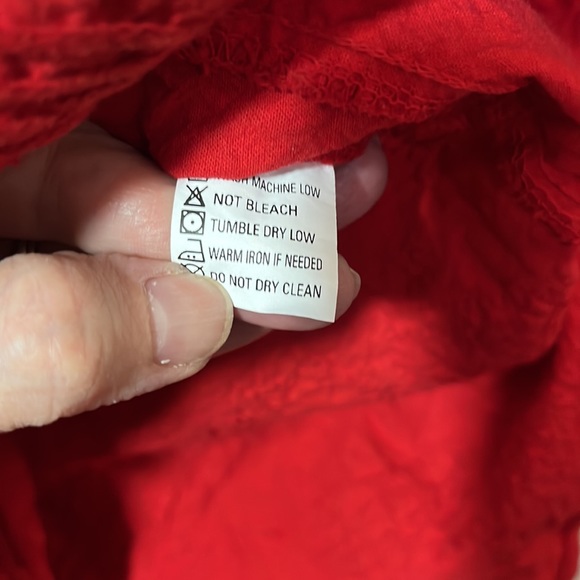 MACHINE LOW
NOT BLEACH
TUMBLE DRY LOW
WARM IRON IF NEEDED
DO NOT DRY CLEAN